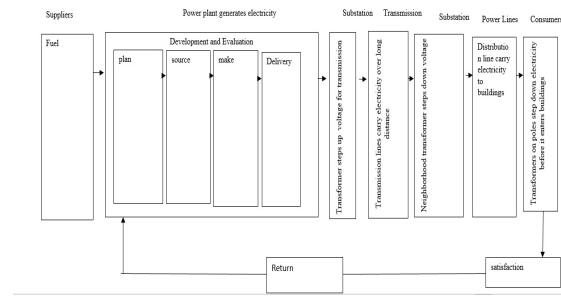 Suppliers
Power plant generates electricity
Substation
Transmission
Substation
Power Lines
Consumers
Fuel
Development and Evaluation
plan
source
make
Delivery
Transformer steps up voltage for transmission
Transmission lines carry electricity over long
distance
Neighborhood transformer steps down voltage
Distributio
n line carry
electricity
to
buildings
Transformers on poles step down electricity
before it enters buildings
Return
satisfaction